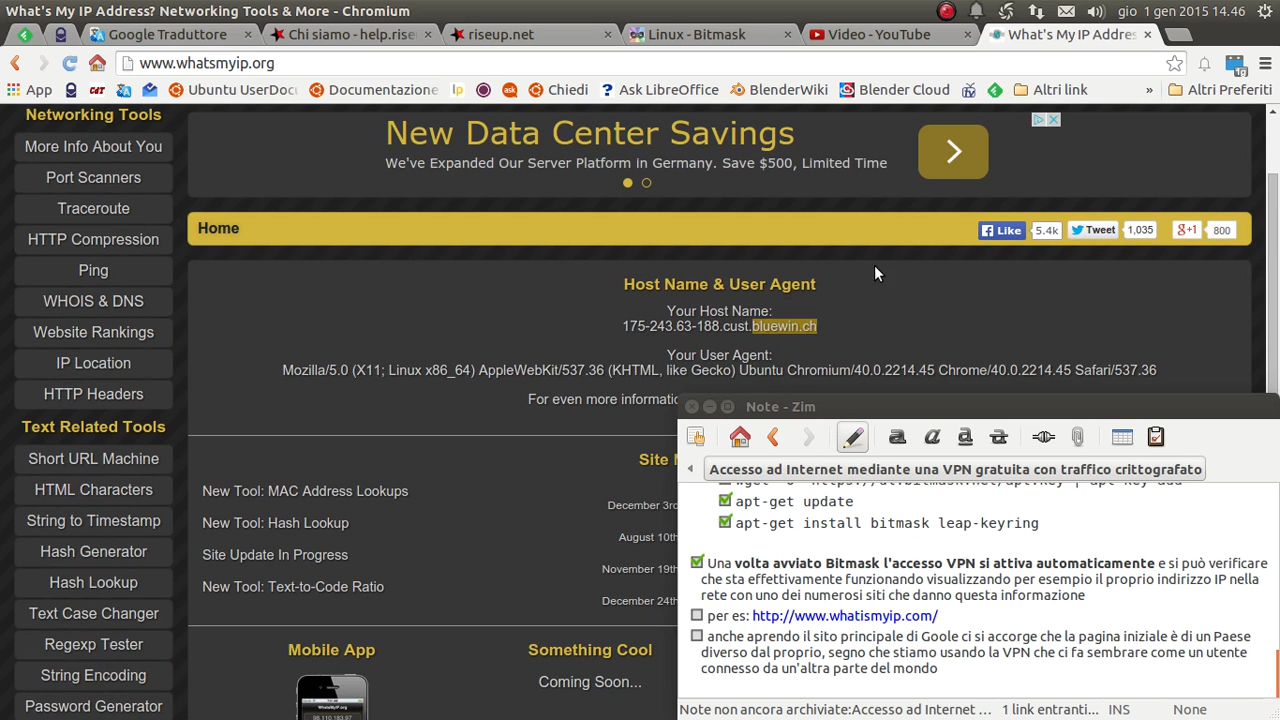 What's My IP Address? Networking Tools & More - Chromium
gio 1 gen 2015 14.46
Google Traduttore
Chi siamo - help.rise
riseup.net
Linux - Bitmask
Video - YouTube
What's My IP Addres
www.whatsmyip.org
App
CAT
Ubuntu UserDocu
Documentazione
lp
ask
Chiedi
Ask LibreOffice
BlenderWiki
Blender Cloud
Altri link
»
Altri Preferiti
Networking Tools
More Info About You
Port Scanners
Traceroute
HTTP Compression
Ping
WHOIS & DNS
Website Rankings
IP Location
HTTP Headers
Text Related Tools
Short URL Machine
HTML Characters
String to Timestamp
Hash Generator
Hash Lookup
Text Case Changer
Regexp Tester
String Encoding
Password Generator
New Data Center Savings
We've Expanded Our Server Platform in Germany. Save $500, Limited Time
Home
Like 5.4k
Tweet 1,035
+1 800
Host Name & User Agent
Your Host Name:
175-243.63-188.cust.bluewin.ch
Your User Agent:
Mozilla/5.0 (X11; Linux x86_64) AppleWebKit/537.36 (KHTML, like Gecko) Ubuntu Chromium/40.0.2214.45 Chrome/40.0.2214.45 Safari/537.36
For even more informatio
Site M
New Tool: MAC Address Lookups
December 3rd
New Tool: Hash Lookup
August 10th
Site Update In Progress
November 19th
New Tool: Text-to-Code Ratio
December 24th
Mobile App
WhatsMyIP.org
98.110.183.97
Something Cool
Coming Soon...
Note - Zim
Accesso ad Internet mediante una VPN gratuita con traffico crittografato
apt-get update
apt-get install bitmask leap-keyring
Una volta avviato Bitmask l'accesso VPN si attiva automaticamente e si può verificare
che sta effettivamente funzionando visualizzando per esempio il proprio indirizzo IP nella
rete con uno dei numerosi siti che danno questa informazione
per es: http://www.whatismyip.com/
anche aprendo il sito principale di Goole ci si accorge che la pagina iniziale è di un Paese
diverso dal proprio, segno che stiamo usando la VPN che ci fa sembrare come un utente
connesso da un'altra parte del mondo
Note non ancora archiviate:Accesso ad Internet ...
1 link entranti...
INS
None